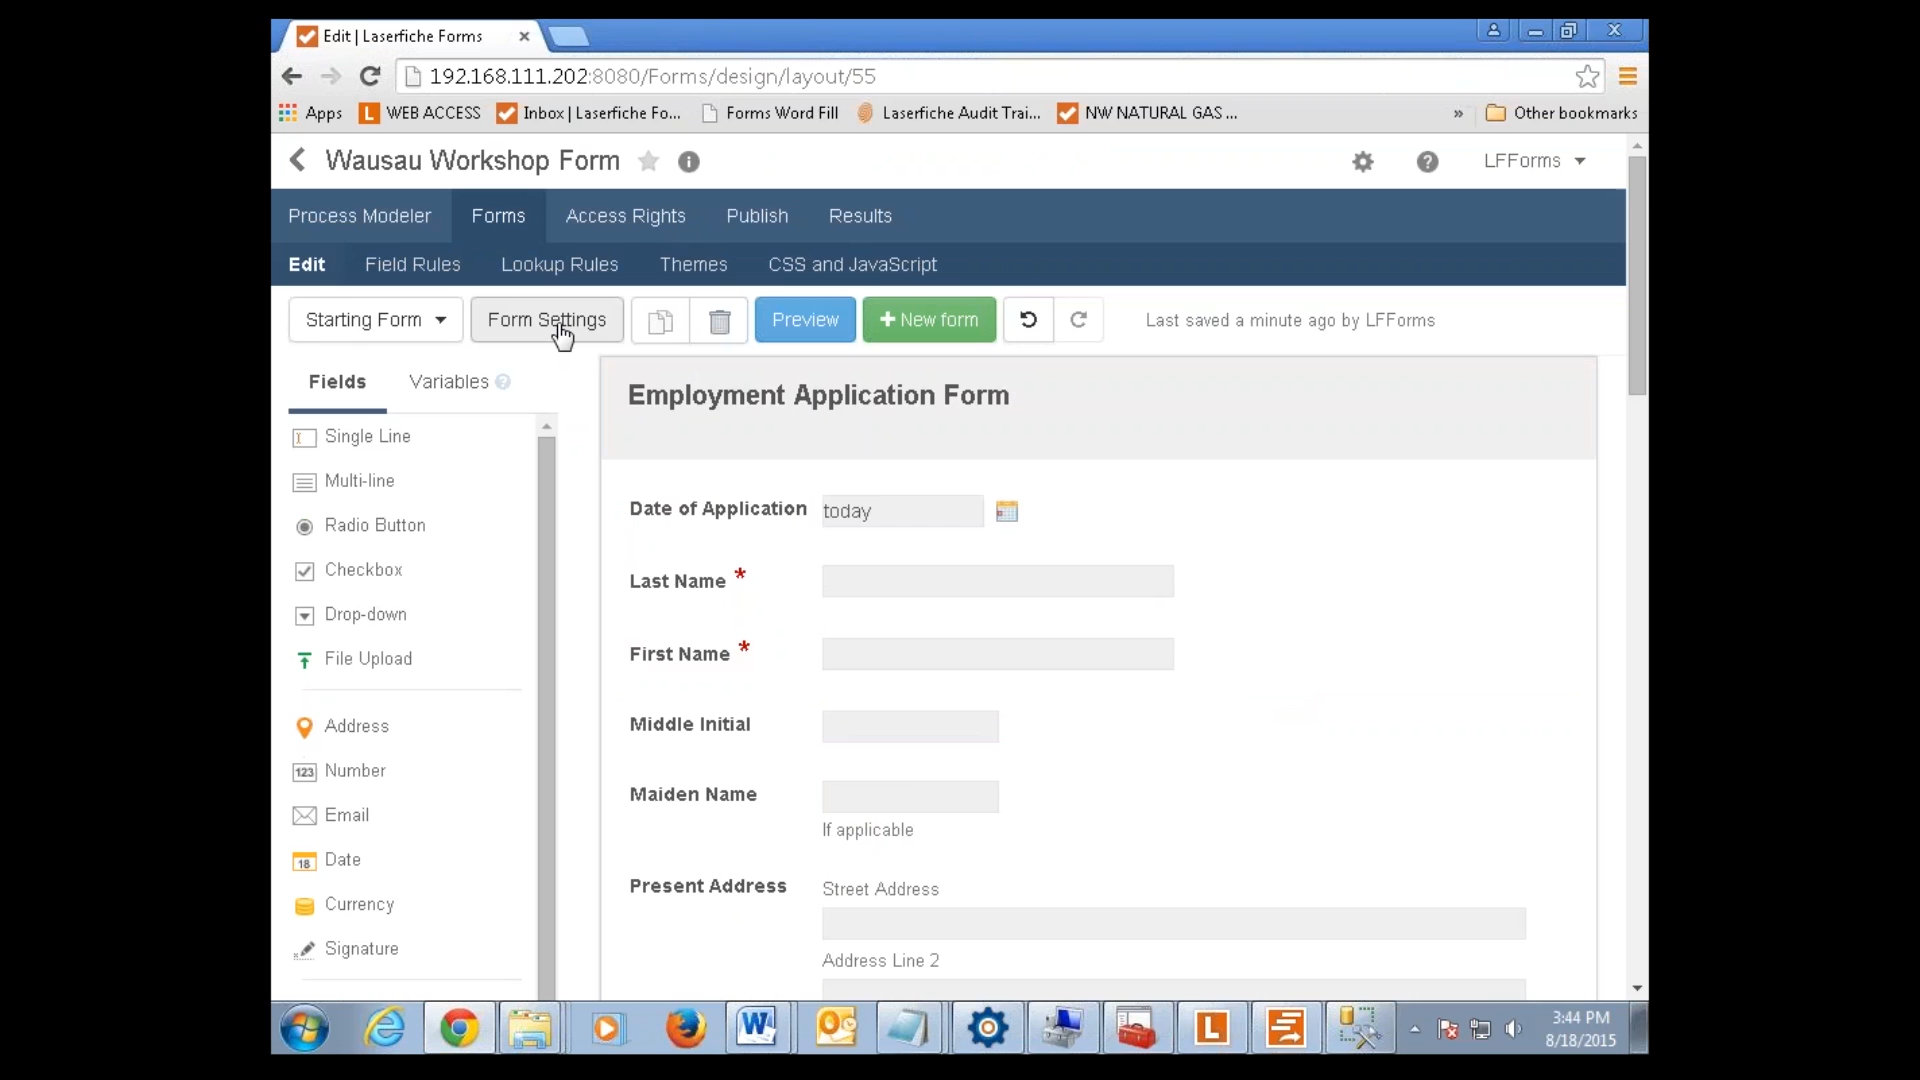 Edit | Laserfiche Forms
192.168.111.202:8080/Forms/design/layout/55
Apps
L WEB ACCESS
Inbox | Laserfiche Fo...
Forms Word Fill
Laserfiche Audit Trai...
NW NATURAL GAS ...
»
Other bookmarks
Wausau Workshop Form
LFForms
Process Modeler
Forms
Access Rights
Publish
Results
Edit
Field Rules
Lookup Rules
Themes
CSS and JavaScript
Starting Form
Form Settings
Preview
+ New form
Last saved a minute ago by LFForms
Fields
Variables ?
Employment Application Form
Single Line
Multi-line
Radio Button
Checkbox
Drop-down
File Upload
Address
123 Number
Email
18 Date
Currency
Signature
Date of Application today
Last Name *
First Name *
Middle Initial
Maiden Name
If applicable
Present Address Street Address
Address Line 2
3:44 PM
8/18/2015